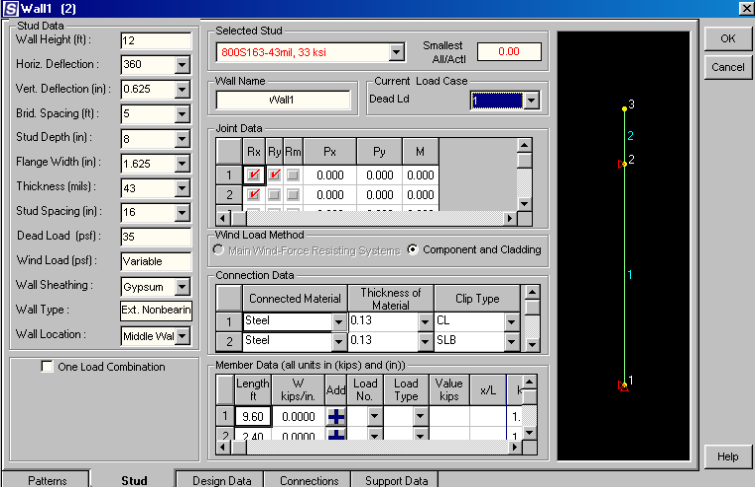 S Wall1 (2)
Stud Data
Wall Height (ft) : 12
Horiz. Deflection : 360
Vert. Deflection (in) : 0.625
Brid. Spacing (ft) : 5
Stud Depth (in) : 8
Flange Width (in) : 1.625
Thickness (mils) : 43
Stud Spacing (in) : 16
Dead Load (psf) : 35
Wind Load (psf) : Variable
Wall Sheathing : Gypsum
Wall Type : Ext. Nonbearin
Wall Location : Middle Wal
One Load Combination
Selected Stud
800S163-43mil, 33 ksi
Smallest
All/Actl
0.00
Wall Name
Wall1
Current Load Case
Dead Ld 1
Joint Data
Rx Ry Rm Px Py M
1 0.000 0.000 0.000
2 0.000 0.000 0.000
Wind Load Method
Main Wind-Force Resisting Systems Component and Cladding
Connection Data
Connected Material Thickness of Material Clip Type
1 Steel 0.13 CL
2 Steel 0.13 SLB
Member Data (all units in (kips) and (in))
Length ft W kips/in. Add Load No. Load Type Value kips x/L k
1 9.60 0.0000 1.
2 2.40 0.0000 1
3
2
2
1
1
OK
Cancel
Help
Patterns Stud Design Data Connections Support Data